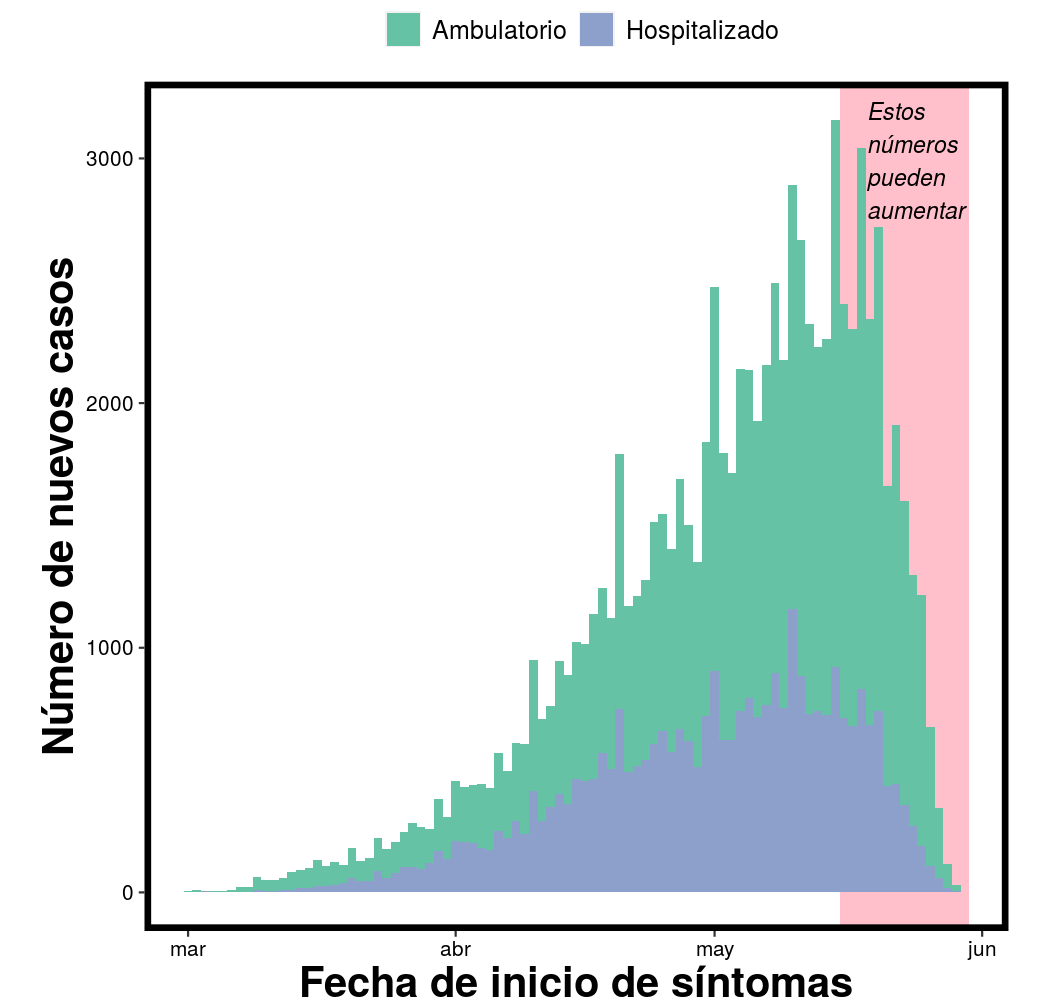 Ambulatorio Hospitalizado
Estos
números
pueden
aumentar
Número de nuevos casos
3000
2000
1000
0
mar abr may jun
Fecha de inicio de síntomas